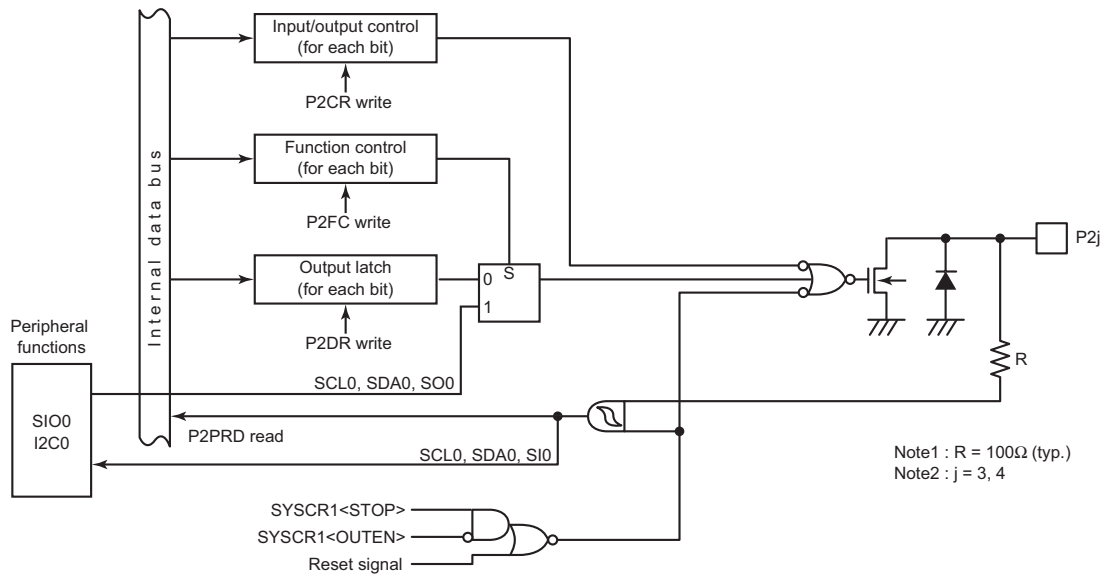 Input/output control
(for each bit)
P2CR write
Function control
(for each bit)
P2FC write
Internal data bus
P2j
Output latch
(for each bit)
S
0
1
P2DR write
Peripheral
functions
R
SCL0, SDA0, SO0
SIO0
I2C0
P2PRD read
SCL0, SDA0, SI0
Note1 : R = 100Ω (typ.)
Note2 : j = 3, 4
SYSCR1<STOP>
SYSCR1<OUTEN>
Reset signal